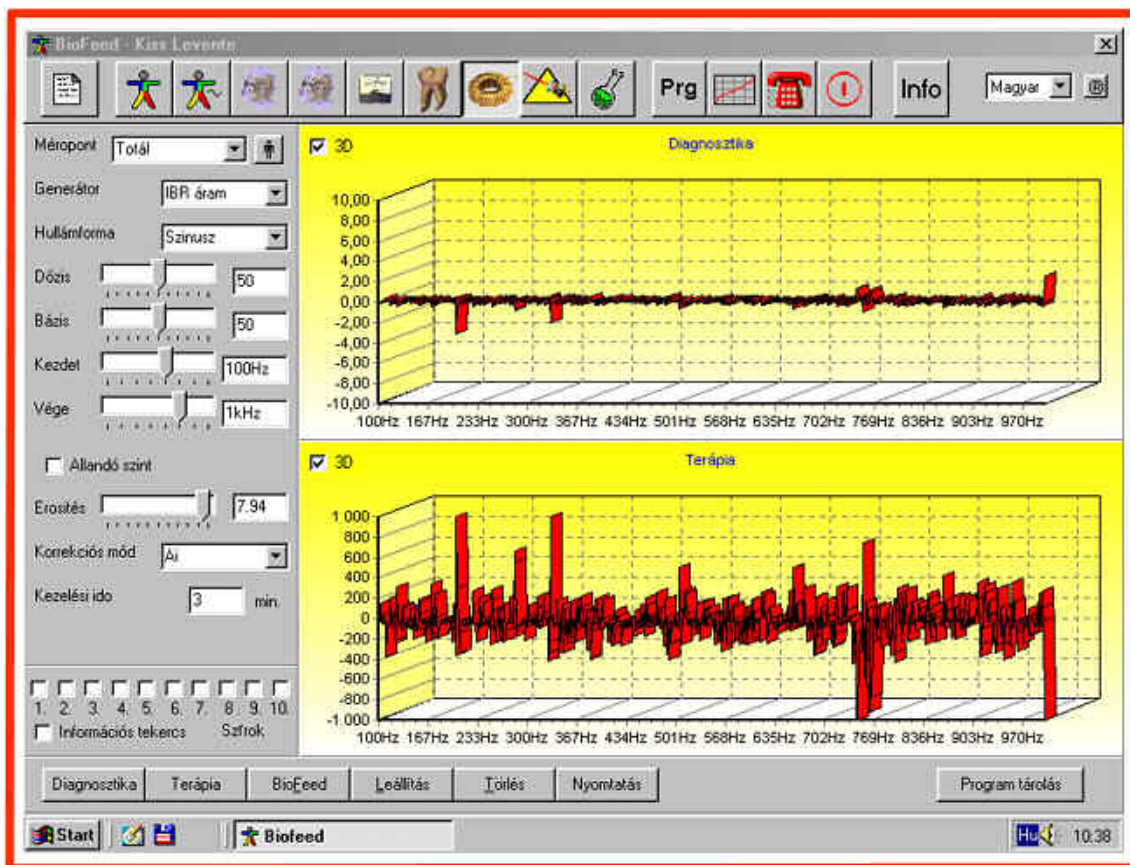 BioFeed - Kiss Levente
Prg
Info
Magyar
Méropont Totál
3D Diagnosztika
Generátor IBR áram
Hullámforma Szinusz
Dózis 50
Bázis 50
Kezdet 100Hz
Vége 1kHz
10,00
8,00
6,00
4,00
2,00
0,00
-2,00
-4,00
-6,00
-8,00
-10,00
100Hz 167Hz 233Hz 300Hz 367Hz 434Hz 501Hz 568Hz 635Hz 702Hz 769Hz 836Hz 903Hz 970Hz
Állandó szint
Erosítés 7.94
Korrekciós mód Ai
Kezelési ido 3 min.
3D Terápia
1 000
800
600
400
200
0
-200
-400
-600
-800
-1 000
100Hz 167Hz 233Hz 300Hz 367Hz 434Hz 501Hz 568Hz 635Hz 702Hz 769Hz 836Hz 903Hz 970Hz
1. 2. 3. 4. 5. 6. 7. 8. 9. 10.
Információs tekercs Szfrok
Diagnosztika Terápia BioFeed Leállítás Törlés Nyomtatás Program tárolás
Start Biofeed Hu 10:38